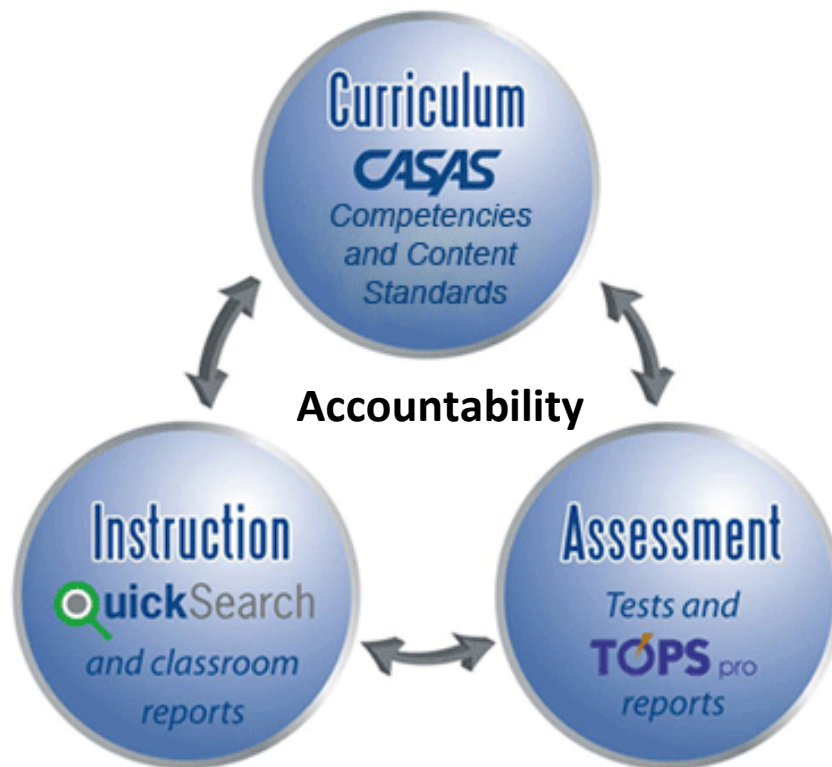 Curriculum
CASAS
Competencies
and Content
Standards
Accountability
Instruction
QuickSearch
and classroom
reports
Assessment
Tests and
TOPS pro
reports